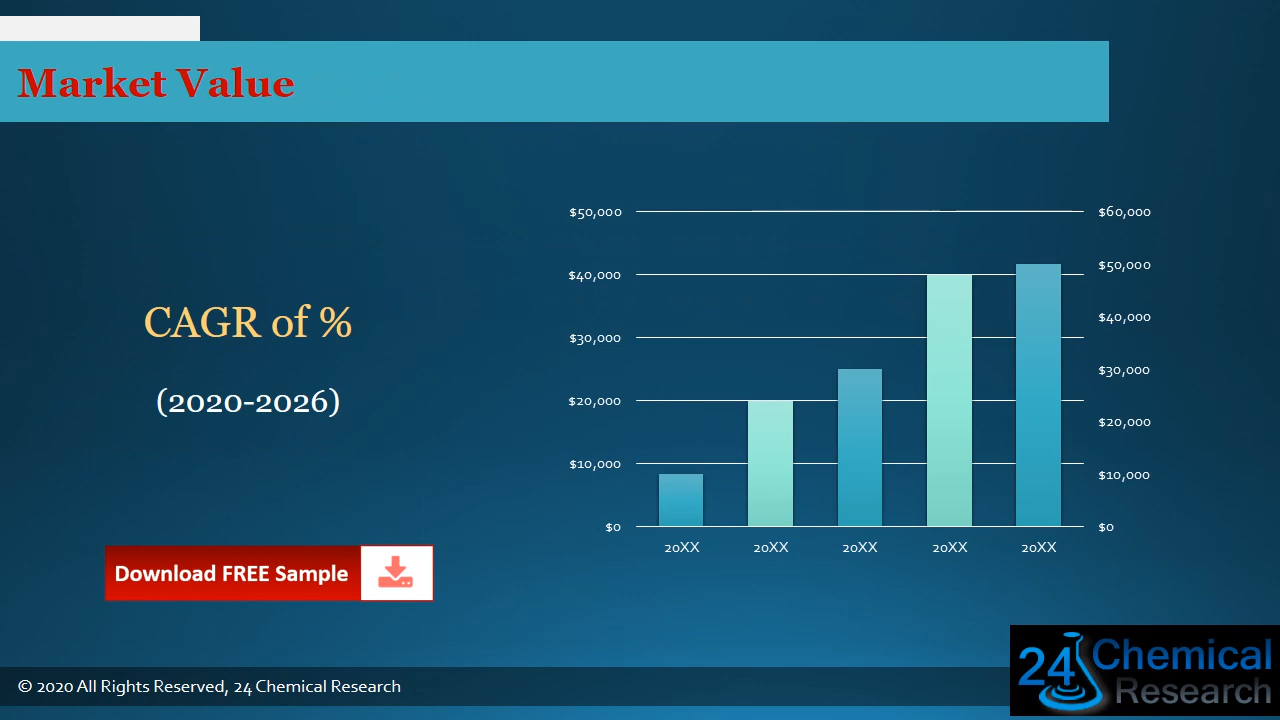 Market Value
CAGR of %
(2020-2026)
Download FREE Sample
$50,000
$40,000
$30,000
$20,000
$10,000
$0
$60,000
$50,000
$40,000
$30,000
$20,000
$10,000
$0
20XX 20XX 20XX 20XX 20XX
© 2020 All Rights Reserved, 24 Chemical Research
24 Chemical
Research